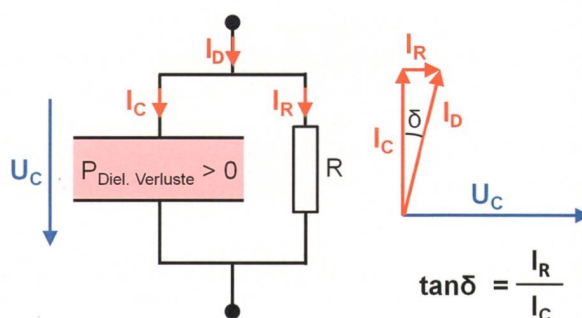 I_D
I_C
I_R
U_C
P_Diel. Verluste > 0
R
I_R
I_C
δ
I_D
U_C
tanδ = I_R / I_C